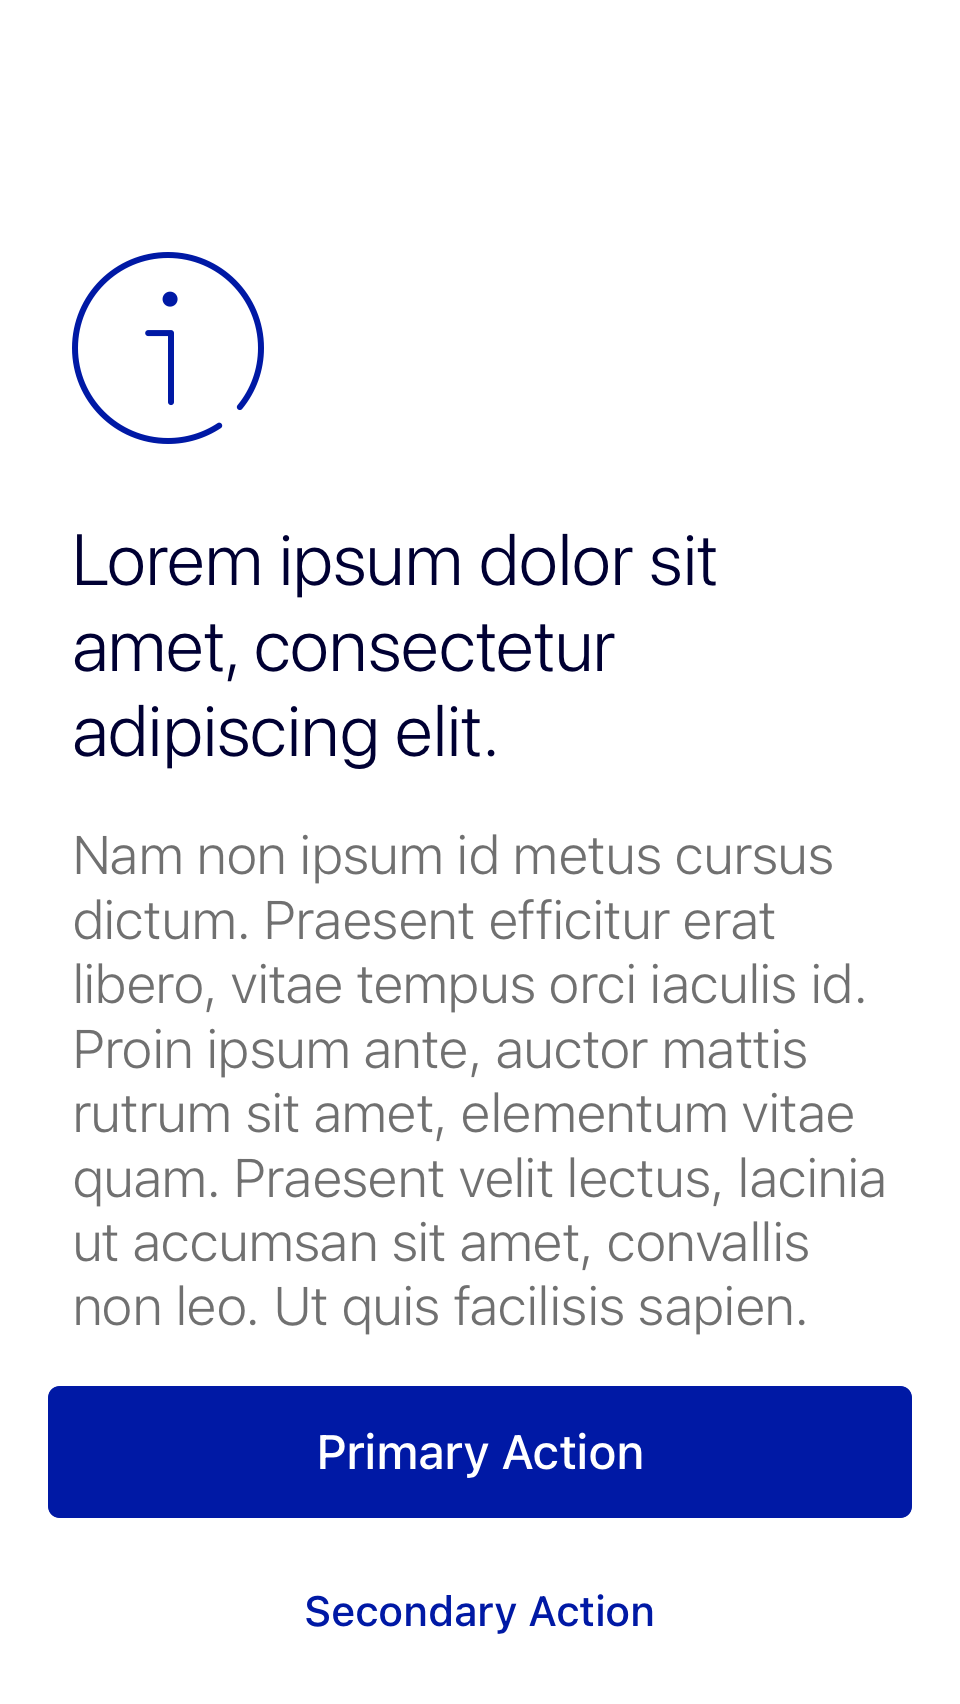 Lorem ipsum dolor sit
amet, consectetur
adipiscing elit.
Nam non ipsum id metus cursus
dictum. Praesent efficitur erat
libero, vitae tempus orci iaculis id.
Proin ipsum ante, auctor mattis
rutrum sit amet, elementum vitae
quam. Praesent velit lectus, lacinia
ut accumsan sit amet, convallis
non leo. Ut quis facilisis sapien.
Primary Action
Secondary Action